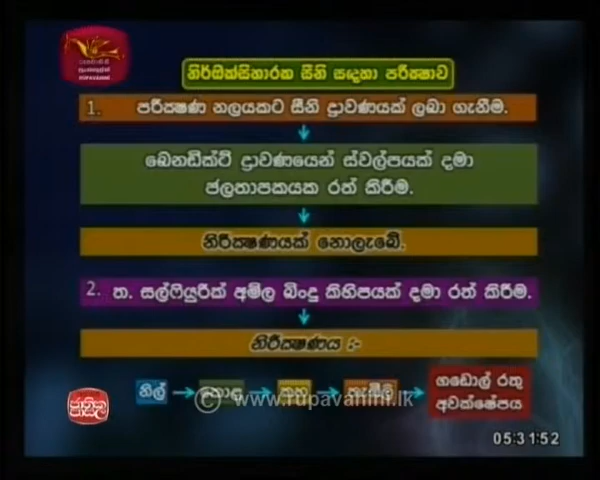 නිර්ඔක්සිහාරක සීනි සඳහා පරීක්ෂාව
1. පරීක්ෂණ නලයකට සීනි ද්‍රාවණයක් ලබා ගැනීම.
බෙනඩික්ට් ද්‍රාවණයෙන් ස්වල්පයක් දමා
ජලතාපකයක රත් කිරීම.
නිරීක්ෂණයක් නොලැබේ.
2. ත. සල්ෆියුරික් අම්ල බිංදු කිහිපයක් දමා රත් කිරීම.
නිරීක්ෂණය :-
නිල් → කොළ → කහ → තැඹිලි → ගඩොල් රතු
අවක්ෂේපය
© www.rupavahini.lk
ජාතික
පාසල
05:31:52